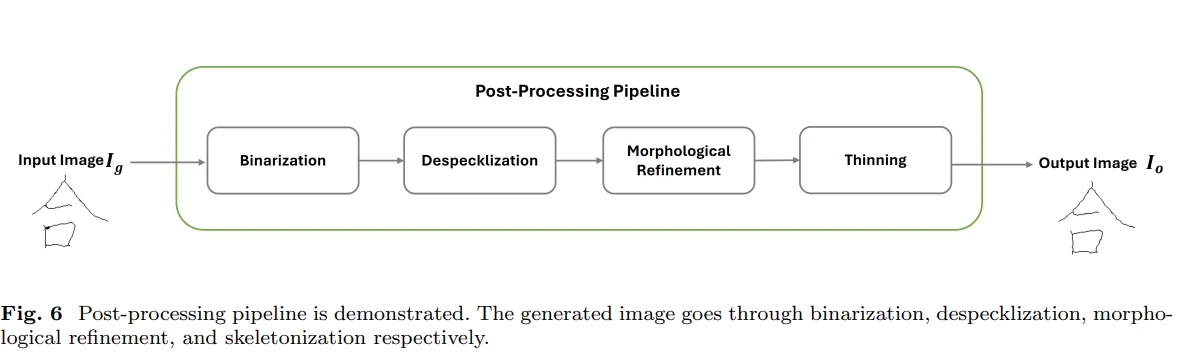 Post-Processing Pipeline
Input Image I_g
合
Binarization
Despecklization
Morphological
Refinement
Thinning
Output Image I_o
合
Fig. 6 Post-processing pipeline is demonstrated. The generated image goes through binarization, despecklization, morpho-
logical refinement, and skeletonization respectively.